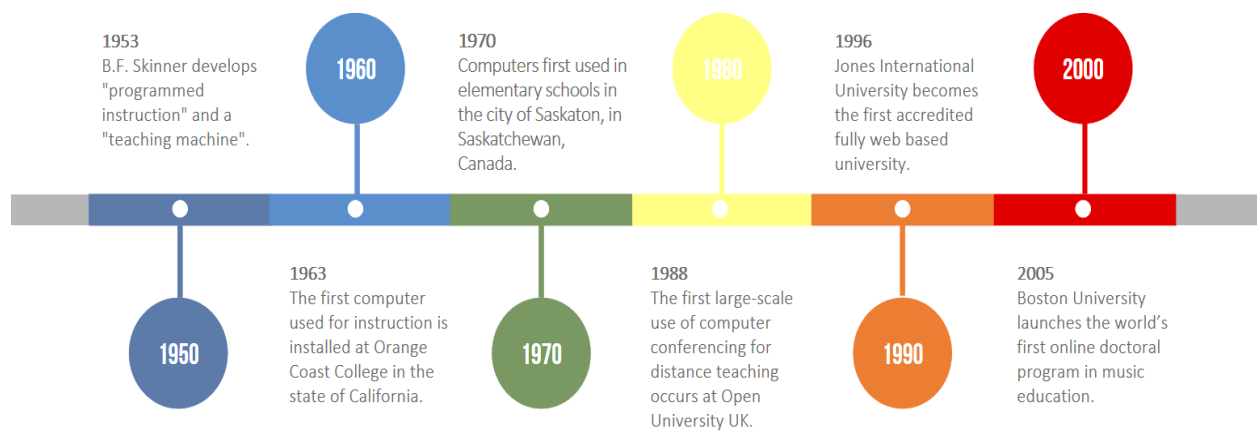 1953
B.F. Skinner develops
"programmed
instruction" and a
"teaching machine".
1960
1970
Computers first used in
elementary schools in
the city of Saskaton, in
Saskatchewan,
Canada.
1980
1996
Jones International
University becomes
the first accredited
fully web based
university.
2000
1950
1963
The first computer
used for instruction is
installed at Orange
Coast College in the
state of California.
1970
1988
The first large-scale
use of computer
conferencing for
distance teaching
occurs at Open
University UK.
1990
2005
Boston University
launches the world’s
first online doctoral
program in music
education.